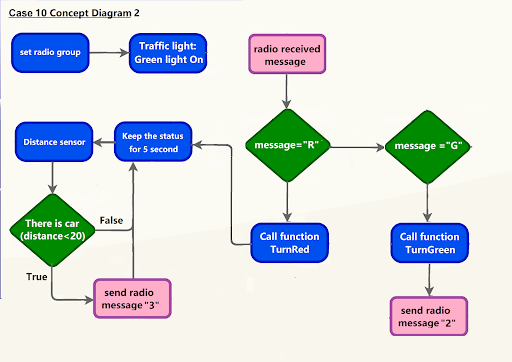 Case 10 Concept Diagram 2
set radio group
Traffic light:
Green light On
radio received
message
Distance sensor
Keep the status
for 5 second
message="R"
message ="G"
There is car
(distance<20)
False
True
send radio
message"3"
Call function
TurnRed
Call function
TurnGreen
send radio
message"2"